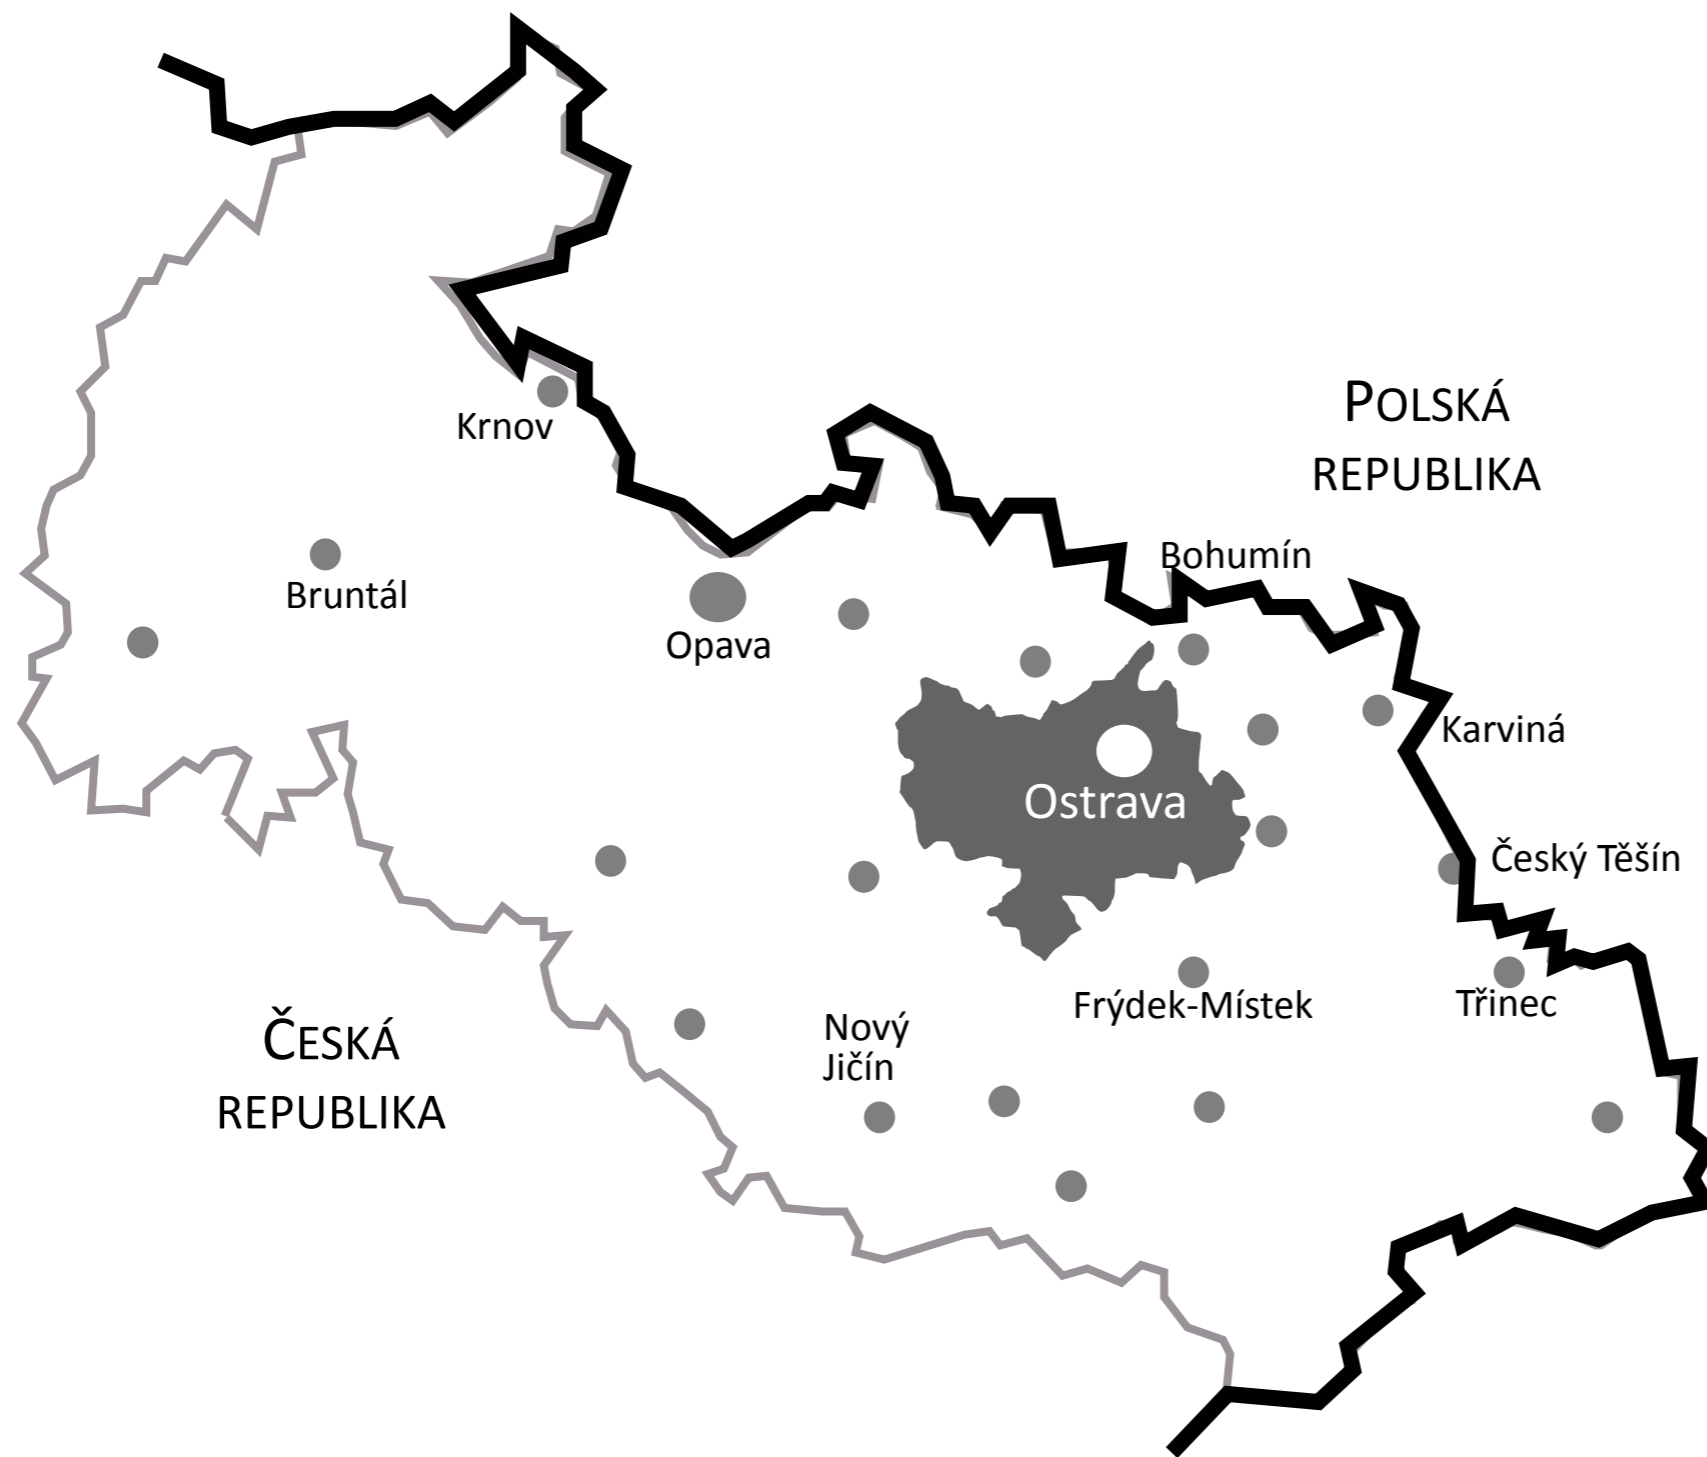 Krnov
POLSKÁ
REPUBLIKA
Bohumín
Bruntál
Opava
Karviná
Ostrava
Český Těšín
Frýdek-Místek
Třinec
Nový
Jičín
ČESKÁ
REPUBLIKA